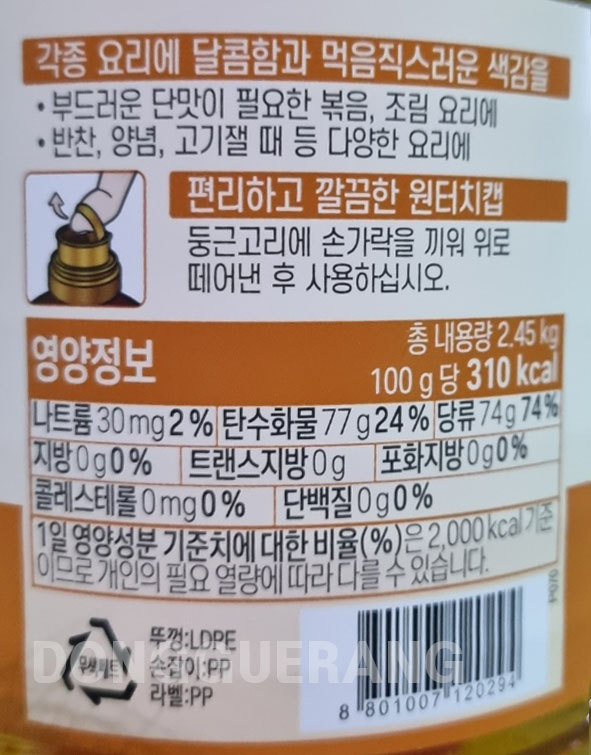 각종 요리에 달콤함과 먹음직스러운 색감을
• 부드러운 단맛이 필요한 볶음, 조림 요리에
• 반찬, 양념, 고기잴 때 등 다양한 요리에
편리하고 깔끔한 원터치캡
둥근고리에 손가락을 끼워 위로
떼어낸 후 사용하십시오.
영양정보
총 내용량 2.45 kg
100 g 당 310 kcal
나트륨 30 mg 2 % 탄수화물 77 g 24 % 당류 74 g 74 %
지방 0 g 0 % 트랜스지방 0 g 포화지방 0 g 0 %
콜레스테롤 0 mg 0 % 단백질 0 g 0 %
1일 영양성분 기준치에 대한 비율(%)은 2,000 kcal 기준
이므로 개인의 필요 열량에 따라 다를 수 있습니다.
무색페트
뚜껑:LDPE
손잡이:PP
라벨:PP
8 801007 120294